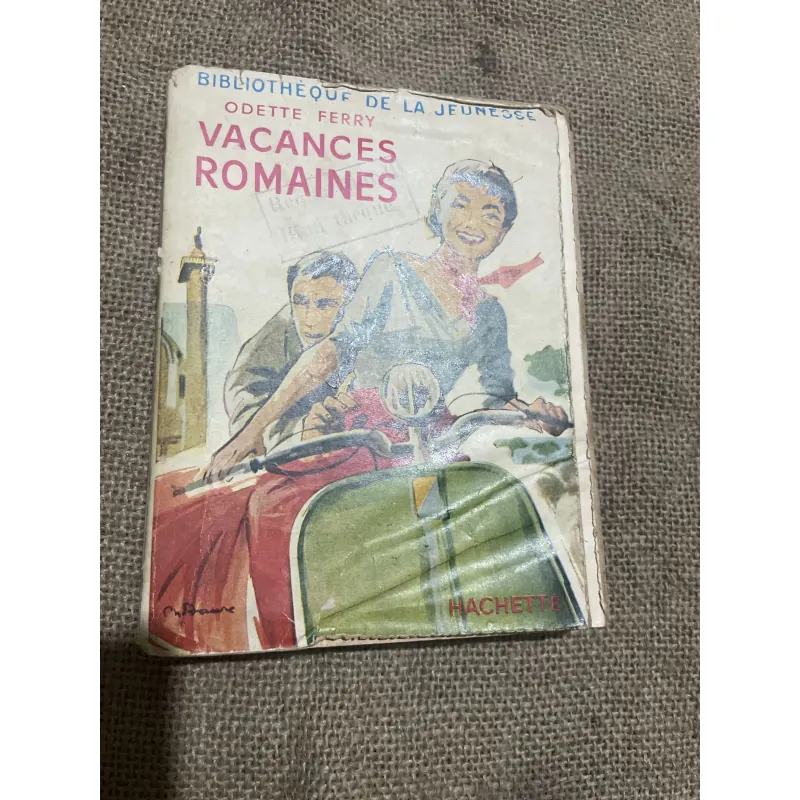 BIBLIOTHÈQUE DE LA JEUNESSE
ODETTE FERRY
VACANCES
ROMAINES
HACHETTE